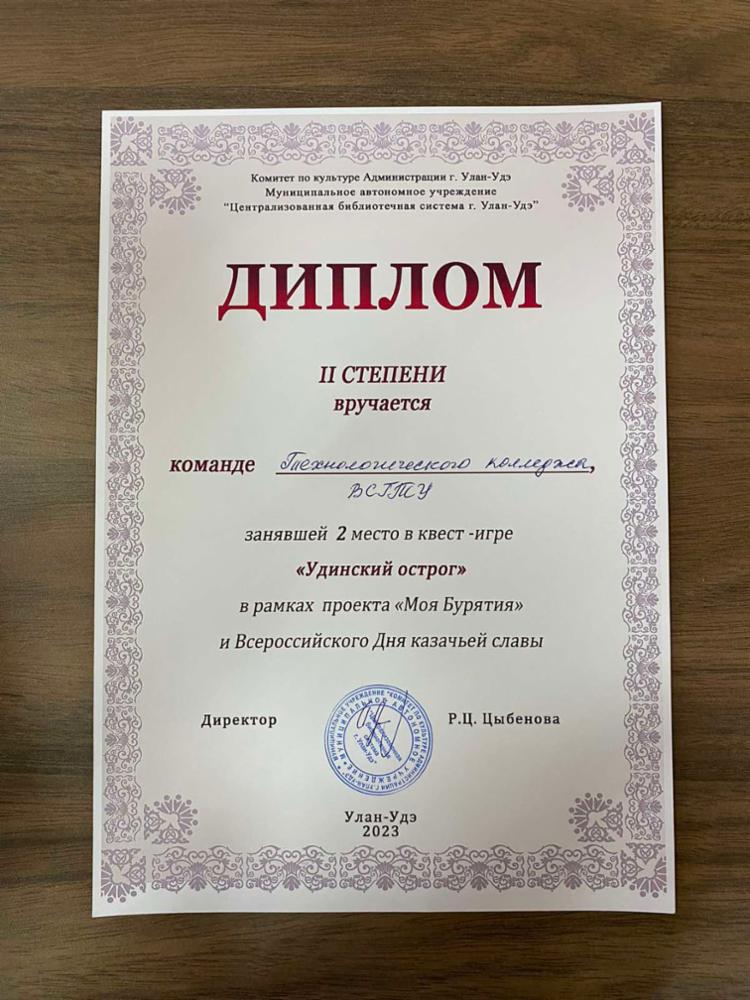 Комитет по культуре Администрации г. Улан-Удэ
Муниципальное автономное учреждение
"Централизованная библиотечная система г. Улан-Удэ"
ДИПЛОМ
II СТЕПЕНИ
вручается
команде Технологического колледжа,
ВСГТУ
занявшей 2 место в квест -игре
«Удинский острог»
в рамках проекта «Моя Бурятия»
и Всероссийского Дня казачьей славы
Директор
Р.Ц. Цыбенова
Улан-Удэ
2023